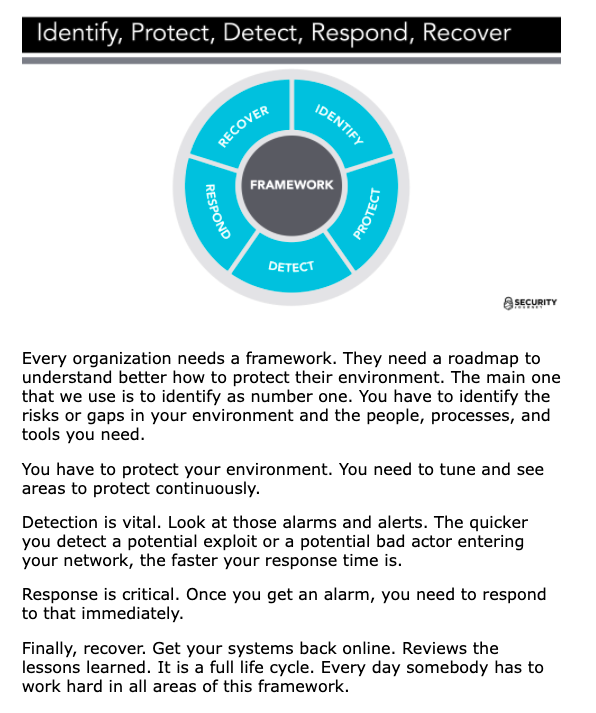 Identify, Protect, Detect, Respond, Recover
RECOVER
IDENTIFY
FRAMEWORK
RESPOND
PROTECT
DETECT
SECURITY
JOURNEY
Every organization needs a framework. They need a roadmap to
understand better how to protect their environment. The main one
that we use is to identify as number one. You have to identify the
risks or gaps in your environment and the people, processes, and
tools you need.
You have to protect your environment. You need to tune and see
areas to protect continuously.
Detection is vital. Look at those alarms and alerts. The quicker
you detect a potential exploit or a potential bad actor entering
your network, the faster your response time is.
Response is critical. Once you get an alarm, you need to respond
to that immediately.
Finally, recover. Get your systems back online. Reviews the
lessons learned. It is a full life cycle. Every day somebody has to
work hard in all areas of this framework.